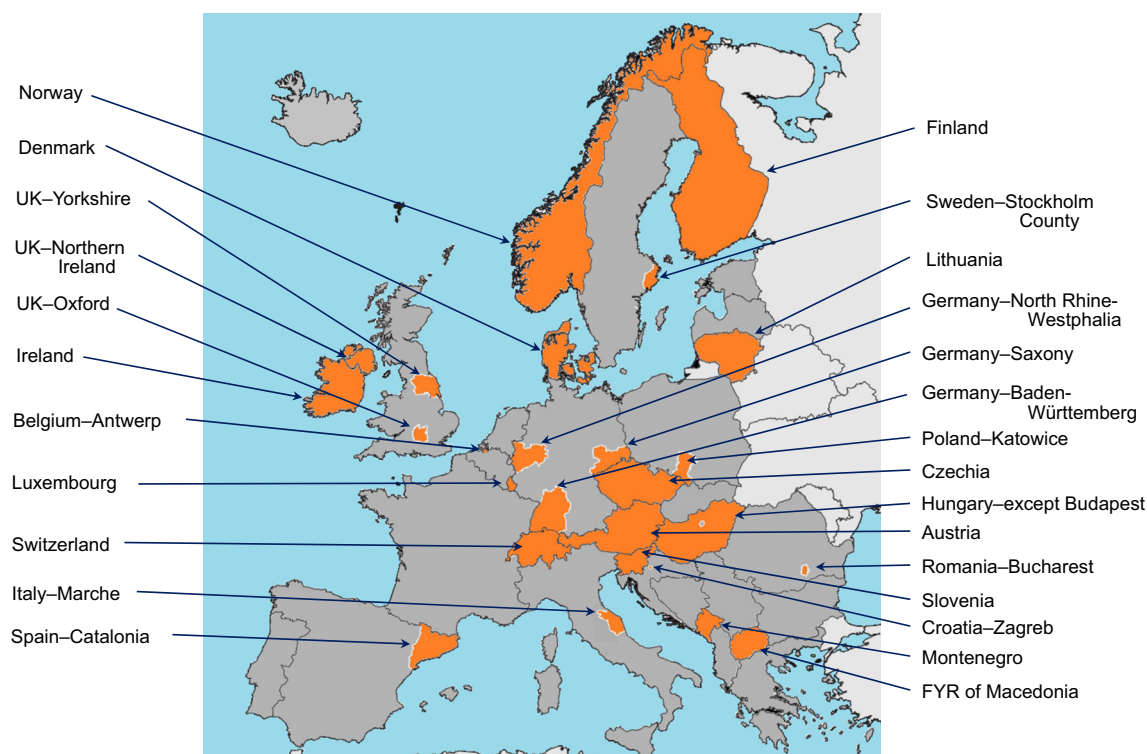 Norway
Denmark
UK–Yorkshire
UK–Northern
Ireland
UK–Oxford
Ireland
Belgium–Antwerp
Luxembourg
Switzerland
Italy–Marche
Spain–Catalonia
Finland
Sweden–Stockholm
County
Lithuania
Germany–North Rhine-
Westphalia
Germany–Saxony
Germany–Baden-
Württemberg
Poland–Katowice
Czechia
Hungary–except Budapest
Austria
Romania–Bucharest
Slovenia
Croatia–Zagreb
Montenegro
FYR of Macedonia